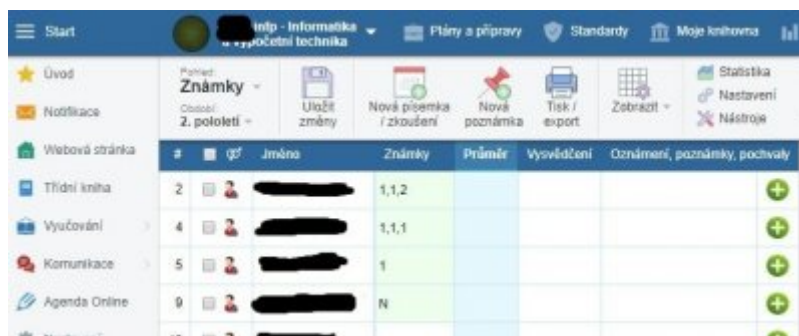 Start
infp - Informatika
a výpočetní technika
Plány a přípravy
Standardy
Moje knihovna
Úvod
Notifikace
Webová stránka
Třídní kniha
Vyučování
Komunikace
Agenda Online
Pohled:
Známky
Období:
2. pololetí
Uložit
změny
Nová písemka
/ zkoušení
Nová
poznámka
Tisk /
export
Zobrazit
Statistika
Nastavení
Nástroje
# Jméno Známky Průměr Vysvědčení Oznámení, poznámky, pochvaly
2 1,1,2
4 1,1,1
5 1
9 N